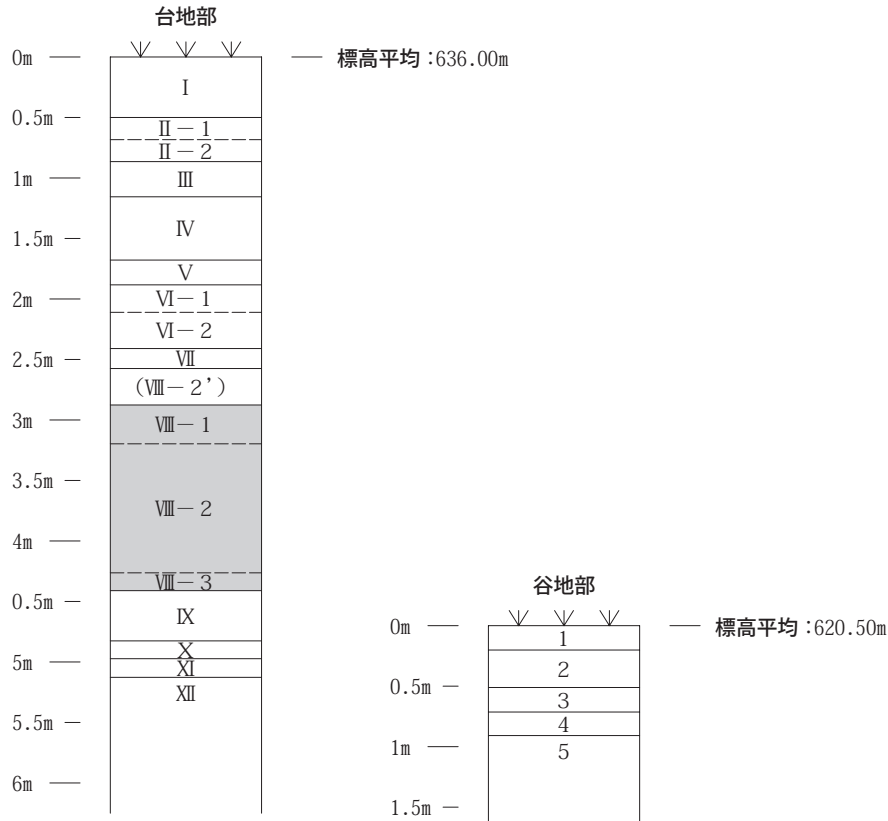 台地部
0m
標高平均:636.00m
Ⅰ
0.5m
Ⅱ－1
Ⅱ－2
1m
Ⅲ
Ⅳ
1.5m
Ⅴ
2m
Ⅵ－1
Ⅵ－2
2.5m
Ⅶ
(Ⅷ－2’)
3m
Ⅷ－1
3.5m
Ⅷ－2
4m
Ⅷ－3
0.5m
Ⅸ
Ⅹ
5m
Ⅺ
Ⅻ
5.5m
6m
谷地部
0m
標高平均:620.50m
1
2
0.5m
3
4
1m
5
1.5m